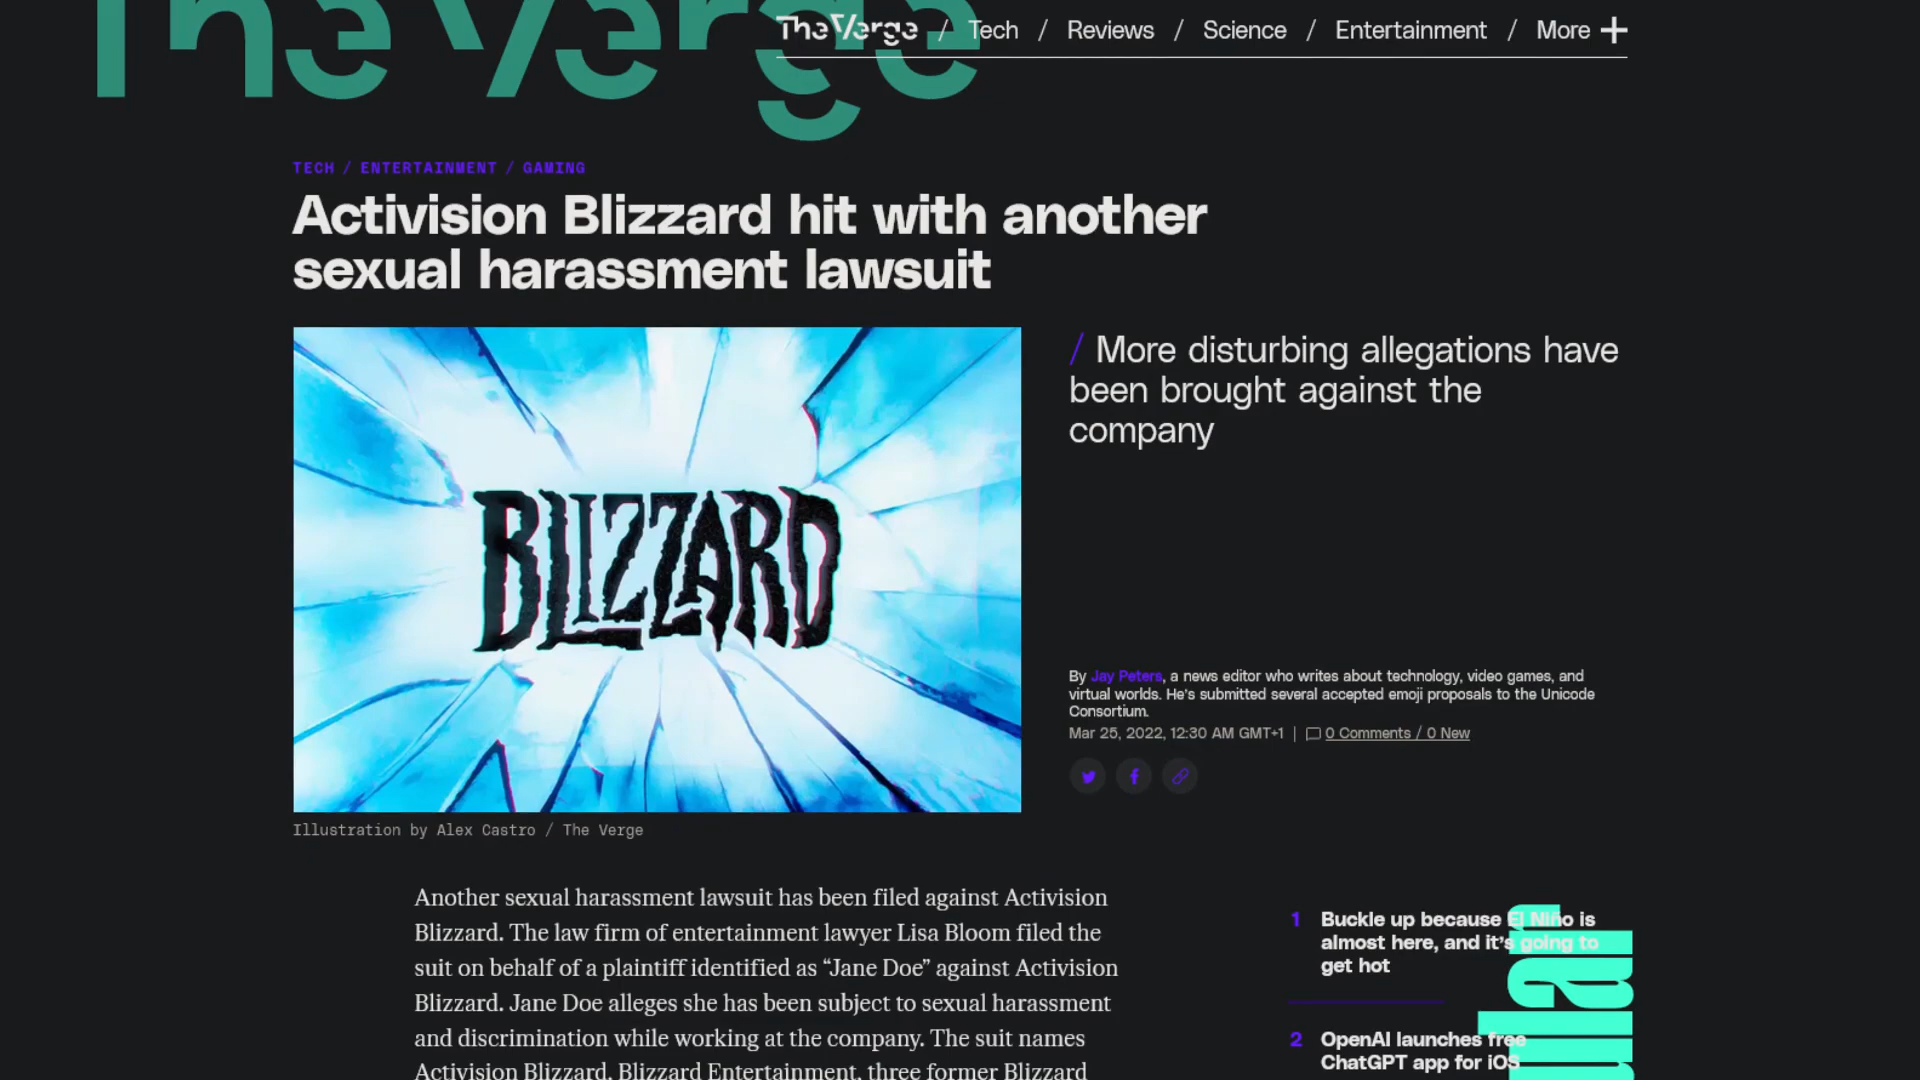 The Verge
The Verge / Tech / Reviews / Science / Entertainment / More +
TECH / ENTERTAINMENT / GAMING
Activision Blizzard hit with another
sexual harassment lawsuit
BLIZZARD
/ More disturbing allegations have
been brought against the
company
By Jay Peters, a news editor who writes about technology, video games, and
virtual worlds. He's submitted several accepted emoji proposals to the Unicode
Consortium.
Mar 25, 2022, 12:30 AM GMT+1 | 0 Comments / 0 New
Illustration by Alex Castro / The Verge
Another sexual harassment lawsuit has been filed against Activision
Blizzard. The law firm of entertainment lawyer Lisa Bloom filed the
suit on behalf of a plaintiff identified as “Jane Doe” against Activision
Blizzard. Jane Doe alleges she has been subject to sexual harassment
and discrimination while working at the company. The suit names
Activision Blizzard, Blizzard Entertainment, three former Blizzard
1 Buckle up because El Niño is
almost here, and it’s going to
get hot
2 OpenAI launches free
ChatGPT app for iOS